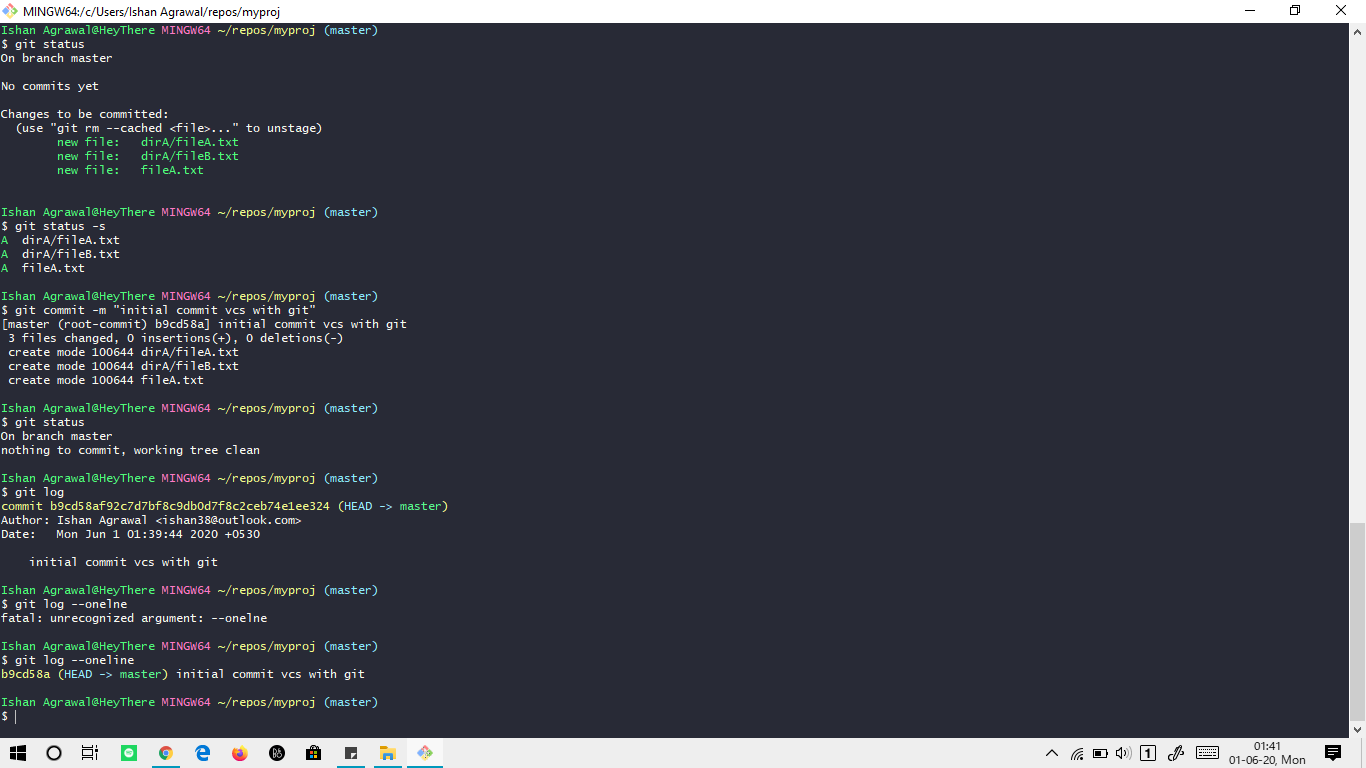 MINGW64:/c/Users/Ishan Agrawal/repos/myproj
Ishan Agrawal@HeyThere MINGW64 ~/repos/myproj (master)
$ git status
On branch master
No commits yet
Changes to be committed:
(use "git rm --cached <file>..." to unstage)
new file:   dirA/fileA.txt
new file:   dirA/fileB.txt
new file:   fileA.txt
Ishan Agrawal@HeyThere MINGW64 ~/repos/myproj (master)
$ git status -s
A  dirA/fileA.txt
A  dirA/fileB.txt
A  fileA.txt
Ishan Agrawal@HeyThere MINGW64 ~/repos/myproj (master)
$ git commit -m "initial commit vcs with git"
[master (root-commit) b9cd58a] initial commit vcs with git
3 files changed, 0 insertions(+), 0 deletions(-)
create mode 100644 dirA/fileA.txt
create mode 100644 dirA/fileB.txt
create mode 100644 fileA.txt
Ishan Agrawal@HeyThere MINGW64 ~/repos/myproj (master)
$ git status
On branch master
nothing to commit, working tree clean
Ishan Agrawal@HeyThere MINGW64 ~/repos/myproj (master)
$ git log
commit b9cd58af92c7d7bf8c9db0d7f8c2ceb74e1ee324 (HEAD -> master)
Author: Ishan Agrawal <ishan38@outlook.com>
Date:   Mon Jun 1 01:39:44 2020 +0530
initial commit vcs with git
Ishan Agrawal@HeyThere MINGW64 ~/repos/myproj (master)
$ git log --onelne
fatal: unrecognized argument: --onelne
Ishan Agrawal@HeyThere MINGW64 ~/repos/myproj (master)
$ git log --oneline
b9cd58a (HEAD -> master) initial commit vcs with git
Ishan Agrawal@HeyThere MINGW64 ~/repos/myproj (master)
$
1
01:41
01-06-20, Mon